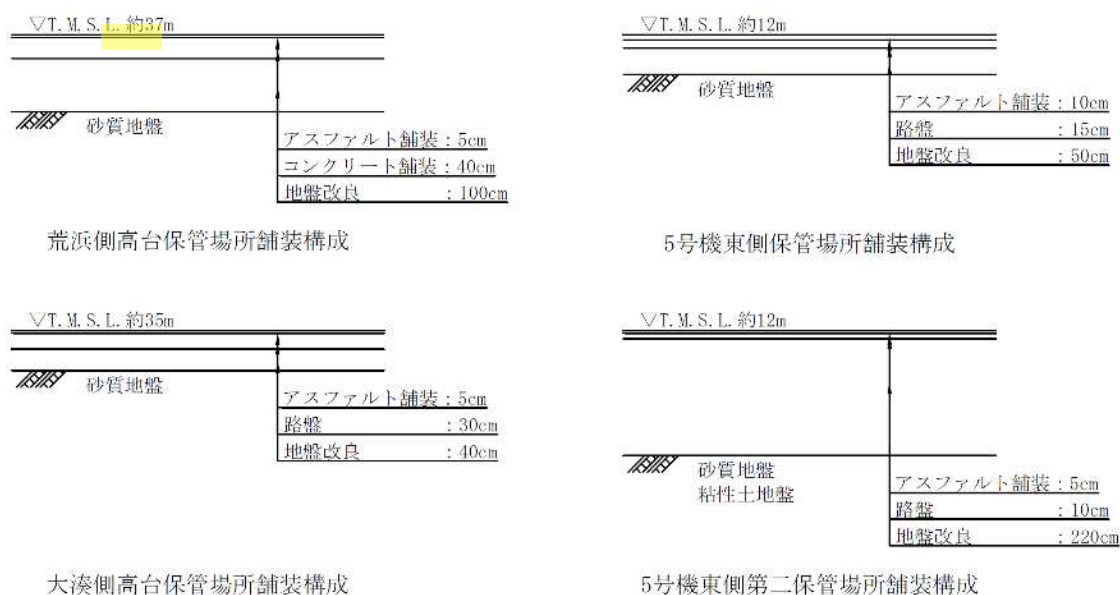 ▽T.M.S.L.約37m
砂質地盤
アスファルト舗装：5cm
コンクリート舗装：40cm
地盤改良：100cm
荒浜側高台保管場所舗装構成
▽T.M.S.L.約12m
砂質地盤
アスファルト舗装：10cm
路盤：15cm
地盤改良：50cm
5号機東側保管場所舗装構成
▽T.M.S.L.約35m
砂質地盤
アスファルト舗装：5cm
路盤：30cm
地盤改良：40cm
大湊側高台保管場所舗装構成
▽T.M.S.L.約12m
砂質地盤
粘性土地盤
アスファルト舗装：5cm
路盤：10cm
地盤改良：220cm
5号機東側第二保管場所舗装構成